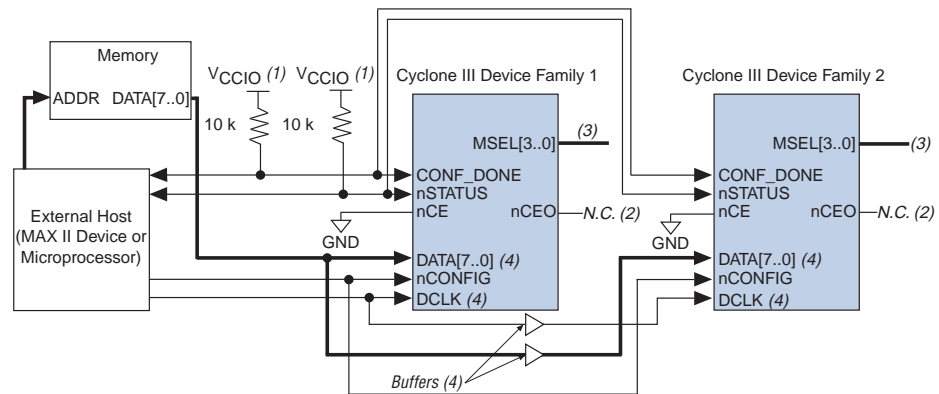 Memory
ADDR DATA[7..0]
VCCIO (1) VCCIO (1)
10 k 10 k
Cyclone III Device Family 1
MSEL[3..0] (3)
CONF_DONE
nSTATUS
nCE nCEO N.C. (2)
GND
DATA[7..0] (4)
nCONFIG
DCLK (4)
Cyclone III Device Family 2
MSEL[3..0] (3)
CONF_DONE
nSTATUS
nCE nCEO N.C. (2)
GND
DATA[7..0] (4)
nCONFIG
DCLK (4)
External Host
(MAX II Device or
Microprocessor)
Buffers (4)